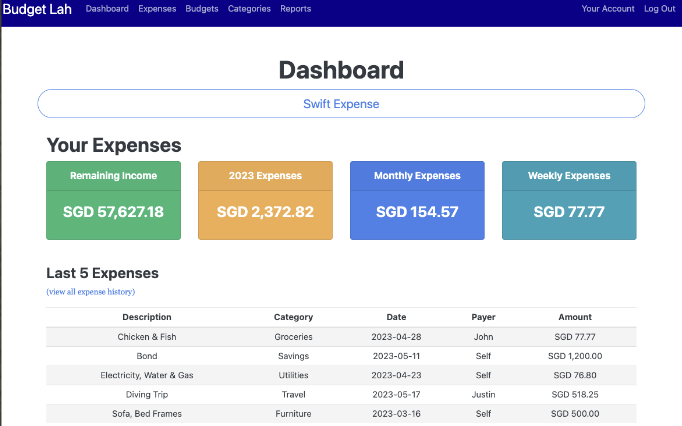 Budget Lah Dashboard Expenses Budgets Categories Reports Your Account Log Out
Dashboard
Swift Expense
Your Expenses
Remaining Income 2023 Expenses Monthly Expenses Weekly Expenses
SGD 57,627.18 SGD 2,372.82 SGD 154.57 SGD 77.77
Last 5 Expenses
(view all expense history)
Description Category Date Payer Amount
Chicken & Fish Groceries 2023-04-28 John SGD 77.77
Bond Savings 2023-05-11 Self SGD 1,200.00
Electricity, Water & Gas Utilities 2023-04-23 Self SGD 76.80
Diving Trip Travel 2023-05-17 Justin SGD 518.25
Sofa, Bed Frames Furniture 2023-03-16 Self SGD 500.00